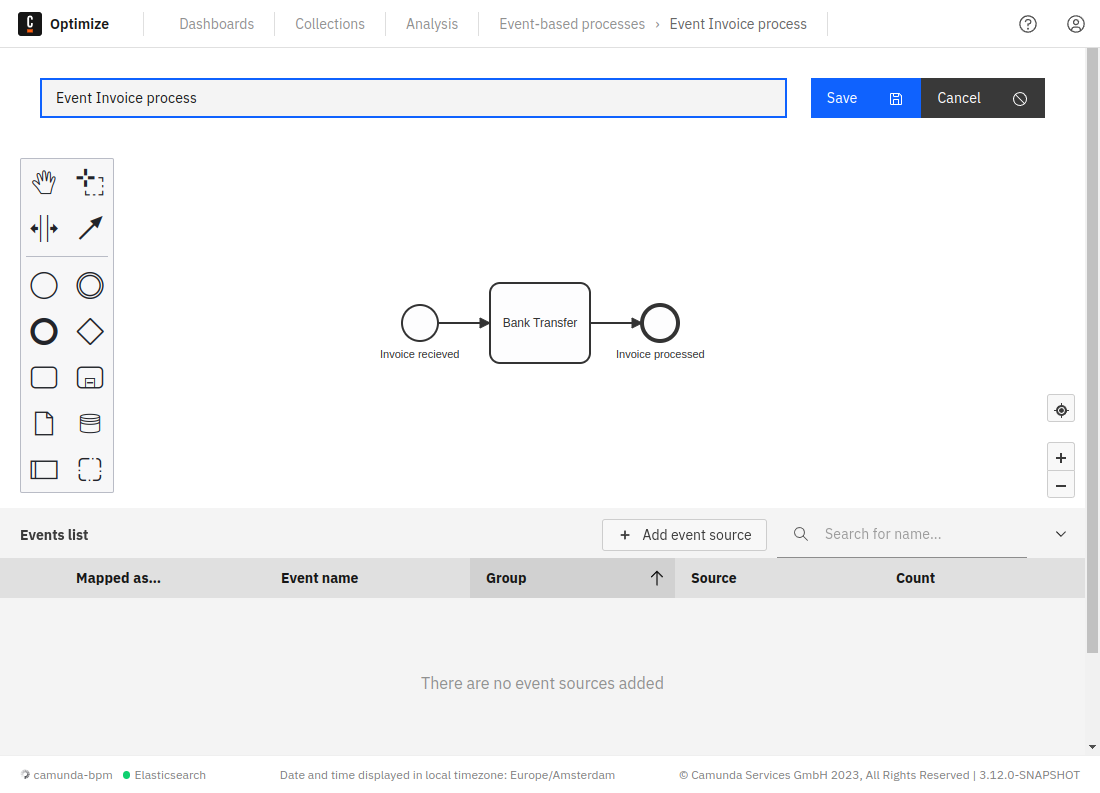 C Optimize Dashboards Collections Analysis Event-based processes › Event Invoice process
Event Invoice process Save Cancel
Bank Transfer
Invoice recieved Invoice processed
Events list + Add event source Search for name...
Mapped as... Event name Group Source Count
There are no event sources added
camunda-bpm Elasticsearch Date and time displayed in local timezone: Europe/Amsterdam © Camunda Services GmbH 2023, All Rights Reserved | 3.12.0-SNAPSHOT